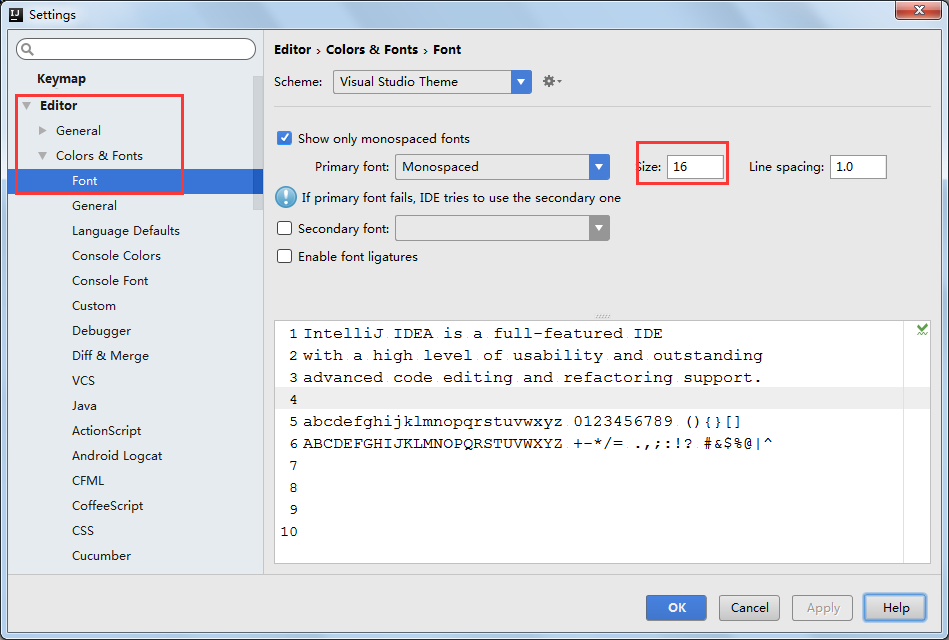 Settings
Keymap
Editor
General
Colors & Fonts
Font
General
Language Defaults
Console Colors
Console Font
Custom
Debugger
Diff & Merge
VCS
Java
ActionScript
Android Logcat
CFML
CoffeeScript
CSS
Cucumber
Editor › Colors & Fonts › Font
Scheme: Visual Studio Theme
Show only monospaced fonts
Primary font: Monospaced Size: 16 Line spacing: 1.0
If primary font fails, IDE tries to use the secondary one
Secondary font:
Enable font ligatures
1 IntelliJ IDEA is a full-featured IDE
2 with a high level of usability and outstanding
3 advanced code editing and refactoring support.
4
5 abcdefghijklmnopqrstuvwxyz 0123456789 (){}[]
6 ABCDEFGHIJKLMNOPQRSTUVWXYZ +-*/= .,;:!? #&$%@|^
7
8
9
10
OK Cancel Apply Help